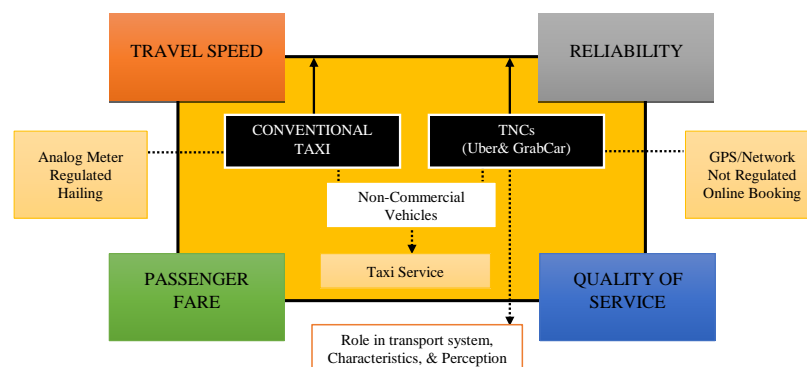 TRAVEL SPEED
RELIABILITY
CONVENTIONAL
TAXI
TNCs
(Uber& GrabCar)
Analog Meter
Regulated
Hailing
GPS/Network
Not Regulated
Online Booking
Non-Commercial
Vehicles
Taxi Service
PASSENGER
FARE
QUALITY OF
SERVICE
Role in transport system,
Characteristics, & Perception